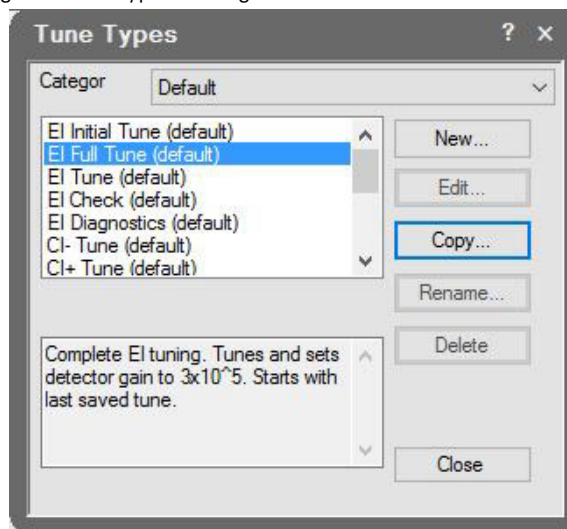 Tune Types ? x
Categor Default
EI Initial Tune (default)
EI Full Tune (default)
EI Tune (default)
EI Check (default)
EI Diagnostics (default)
CI- Tune (default)
CI+ Tune (default)
New...
Edit...
Copy...
Rename...
Delete
Complete EI tuning. Tunes and sets
detector gain to 3x10^5. Starts with
last saved tune.
Close